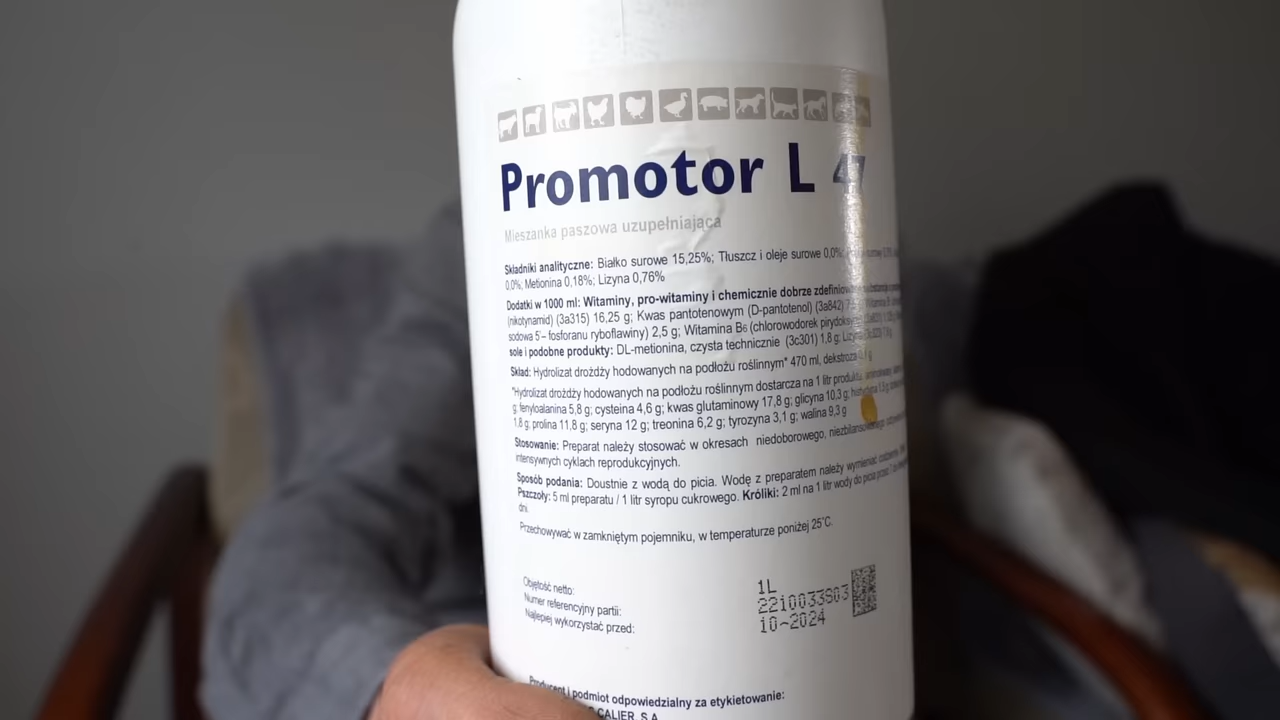 Promotor L 47
Mieszanka paszowa uzupełniająca
Składniki analityczne: Białko surowe 15,25%; Tłuszcz i oleje surowe 0,0%;
0,0%; Metionina 0,18%; Lizyna 0,76%
Dodatki w 1000 ml: Witaminy, pro-witaminy i chemicznie dobrze zdefiniowane
(nikotynamid) (3a315) 16,25 g; Kwas pantotenowym (D-pantotenol) (3a842)
sodowa 5'– fosforanu ryboflawiny) 2,5 g; Witamina B6 (chlorowodorek pirydoksyny)
sole i podobne produkty: DL-metionina, czysta technicznie (3c301) 1,8 g;
Skład: Hydrolizat drożdży hodowanych na podłożu roślinnym* 470 ml, dekstroza
*Hydrolizat drożdży hodowanych na podłożu roślinnym dostarcza na 1 litr produktu:
g; fenyloalanina 5,8 g; cysteina 4,6 g; kwas glutaminowy 17,8 g; glicyna 10,3 g;
1,8 g; prolina 11,8 g; seryna 12 g; treonina 6,2 g; tyrozyna 3,1 g; walina 9,3 g
Stosowanie: Preparat należy stosować w okresach niedoborowego,
intensywnych cyklach reprodukcyjnych.
Sposób podania: Doustnie z wodą do picia. Wodę z preparatem należy wymieniać
Pszczoły: 5 ml preparatu / 1 litr syropu cukrowego. Króliki: 2 ml na 1 litr wody do picia przez 7
dni.
Przechowywać w zamkniętym pojemniku, w temperaturze poniżej 25°C.
Objętość netto: 1L
Numer referencyjny partii: 2210033S03
Najlepiej wykorzystać przed: 10-2024
Producent i podmiot odpowiedzialny za etykietowanie:
CALIER, S.A.